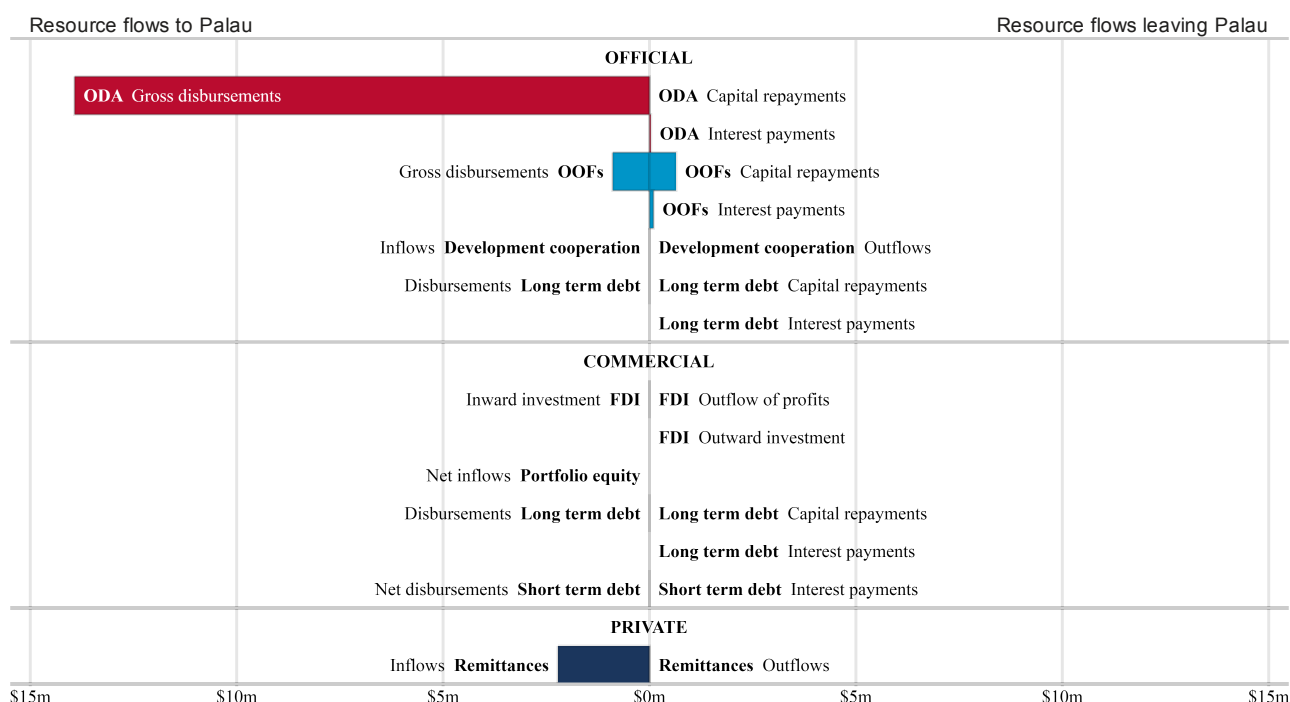 Resource flows to Palau Resource flows leaving Palau
OFFICIAL
ODA Gross disbursements ODA Capital repayments
ODA Interest payments
Gross disbursements OOFs OOFs Capital repayments
OOFs Interest payments
Inflows Development cooperation Development cooperation Outflows
Disbursements Long term debt Long term debt Capital repayments
Long term debt Interest payments
COMMERCIAL
Inward investment FDI FDI Outflow of profits
FDI Outward investment
Net inflows Portfolio equity
Disbursements Long term debt Long term debt Capital repayments
Long term debt Interest payments
Net disbursements Short term debt Short term debt Interest payments
PRIVATE
Inflows Remittances Remittances Outflows
$15m $10m $5m $0m $5m $10m $15m